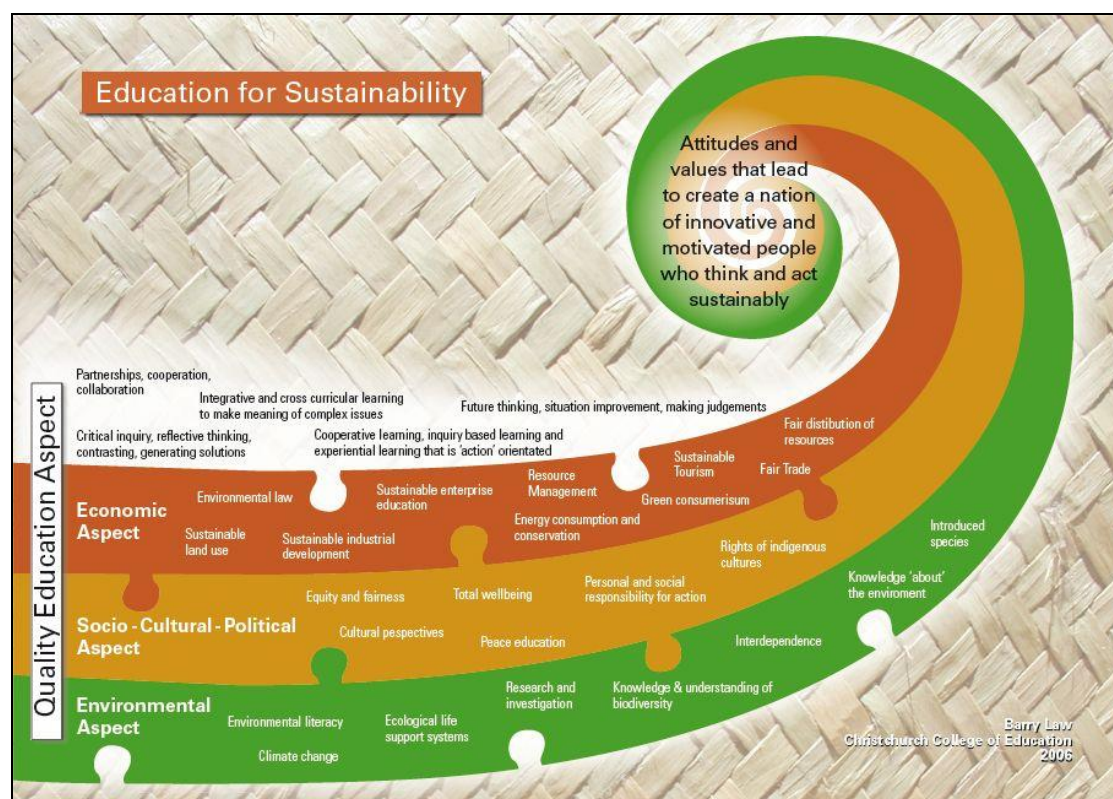 Education for Sustainability
Attitudes and
values that lead
to create a nation
of innovative and
motivated people
who think and act
sustainably
Quality Education Aspect
Partnerships, cooperation,
collaboration
Integrative and cross curricular learning
to make meaning of complex issues
Future thinking, situation improvement, making judgements
Critical inquiry, reflective thinking,
contrasting, generating solutions
Cooperative learning, inquiry based learning and
experiential learning that is 'action' orientated
Economic
Aspect
Environmental law
Sustainable
land use
Sustainable industrial
development
Sustainable enterprise
education
Resource
Management
Energy consumption and
conservation
Green consumerisum
Sustainable
Tourism
Fair Trade
Fair distibution of
resources
Socio - Cultural - Political
Aspect
Equity and fairness
Cultural pespectives
Total wellbeing
Peace education
Personal and social
responsibility for action
Rights of indigenous
cultures
Environmental
Aspect
Environmental literacy
Climate change
Ecological life
support systems
Research and
investigation
Knowledge & understanding of
biodiversity
Interdependence
Knowledge 'about'
the enviroment
Introduced
species
Barry Law
Christchurch College of Education
2006